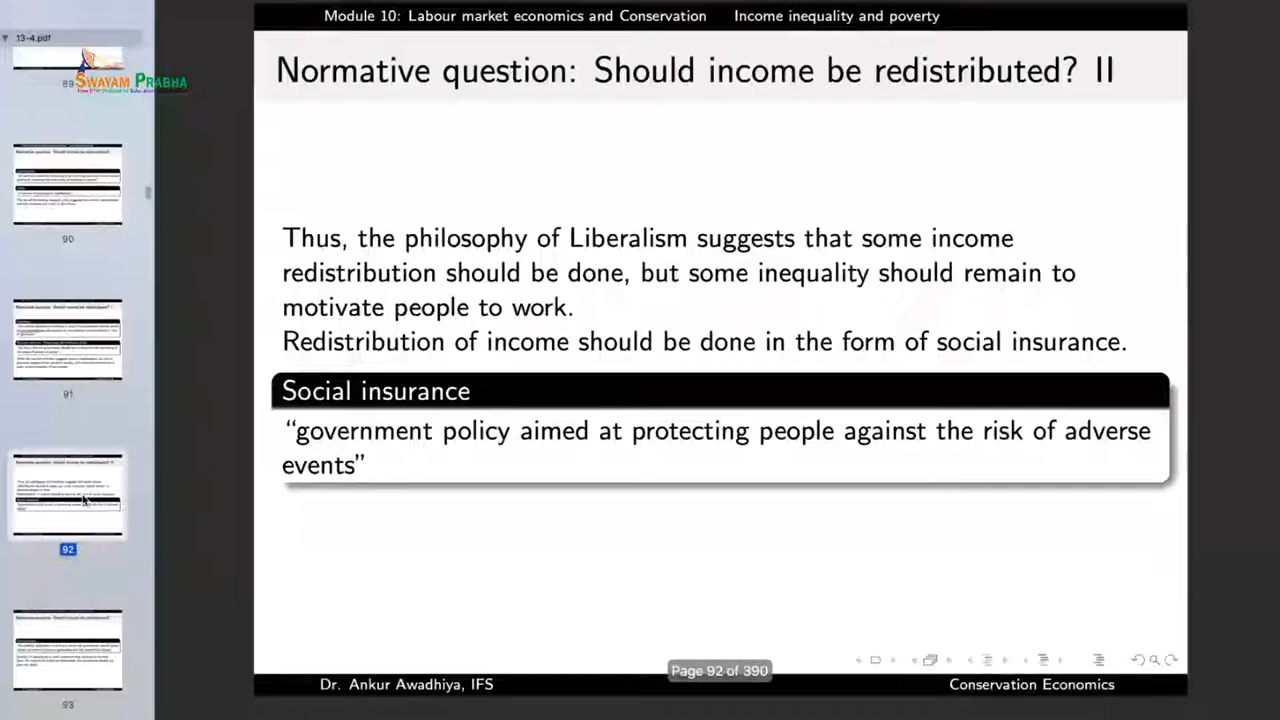 Module 10: Labour market economics and Conservation Income inequality and poverty
13-4.pdf
SWAYAM PRABHA
89
90
91
92
93
Normative question: Should income be redistributed? II
Thus, the philosophy of Liberalism suggests that some income
redistribution should be done, but some inequality should remain to
motivate people to work.
Redistribution of income should be done in the form of social insurance.
Social insurance
“government policy aimed at protecting people against the risk of adverse
events”
Page 92 of 390
Dr. Ankur Awadhiya, IFS Conservation Economics